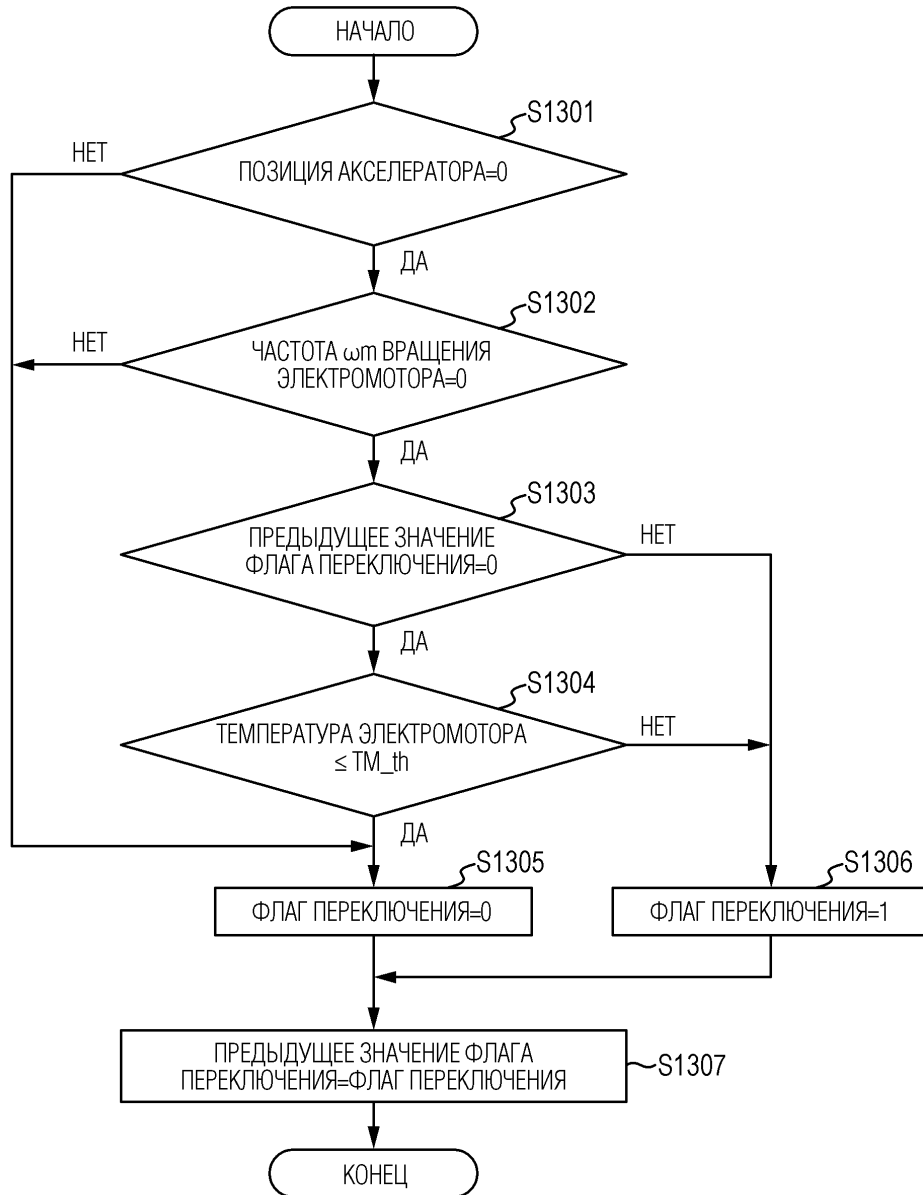 НАЧАЛО
S1301
НЕТ
ПОЗИЦИЯ АКСЕЛЕРАТОРА=0
ДА
S1302
НЕТ
ЧАСТОТА ωm ВРАЩЕНИЯ
ЭЛЕКТРОМОТОРА=0
ДА
S1303
ПРЕДЫДУЩЕЕ ЗНАЧЕНИЕ
ФЛАГА ПЕРЕКЛЮЧЕНИЯ=0
НЕТ
ДА
S1304
ТЕМПЕРАТУРА ЭЛЕКТРОМОТОРА
≤ TM_th
НЕТ
ДА
S1305
ФЛАГ ПЕРЕКЛЮЧЕНИЯ=0
S1306
ФЛАГ ПЕРЕКЛЮЧЕНИЯ=1
ПРЕДЫДУЩЕЕ ЗНАЧЕНИЕ ФЛАГА
ПЕРЕКЛЮЧЕНИЯ=ФЛАГ ПЕРЕКЛЮЧЕНИЯ
S1307
КОНЕЦ